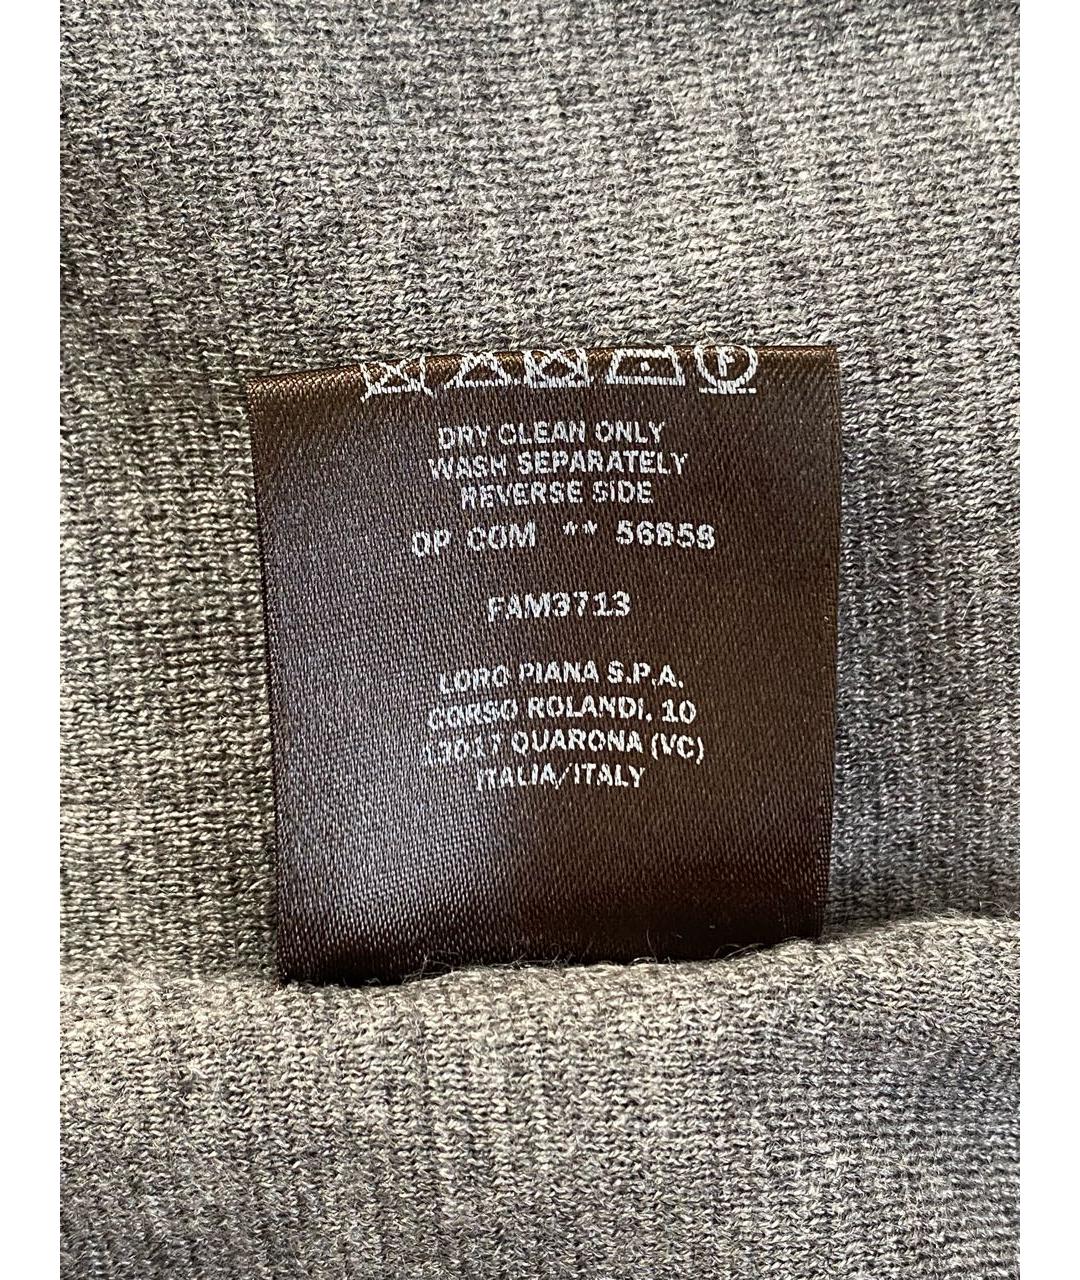 F
DRY CLEAN ONLY
WASH SEPARATELY
REVERSE SIDE
OP COM ** 56858
FAM3713
LORO PIANA S.P.A.
CORSO ROLANDI, 10
13017 QUARONA (VC)
ITALIA/ITALY